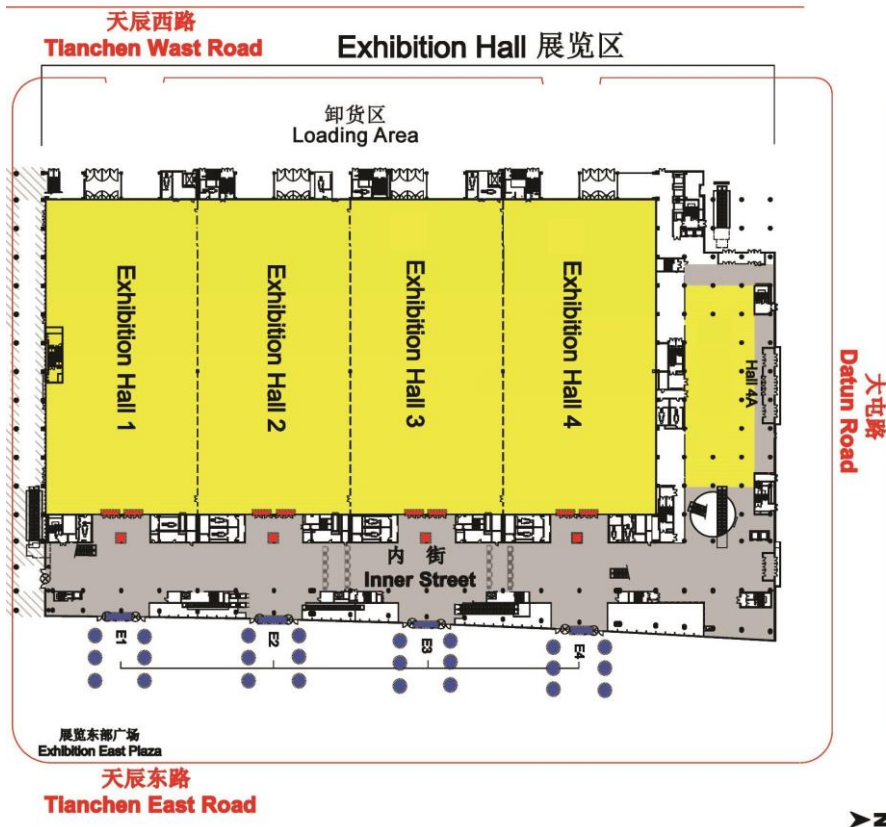 天辰西路
Tianchen Wast Road
Exhibition Hall 展览区
卸货区
Loading Area
Exhibition Hall 1
Exhibition Hall 2
Exhibition Hall 3
Exhibition Hall 4
Hall 4A
大屯路
Datun Road
内 街
Inner Street
E1
E2
E3
E4
展览东部广场
Exhibition East Plaza
天辰东路
Tianchen East Road
N